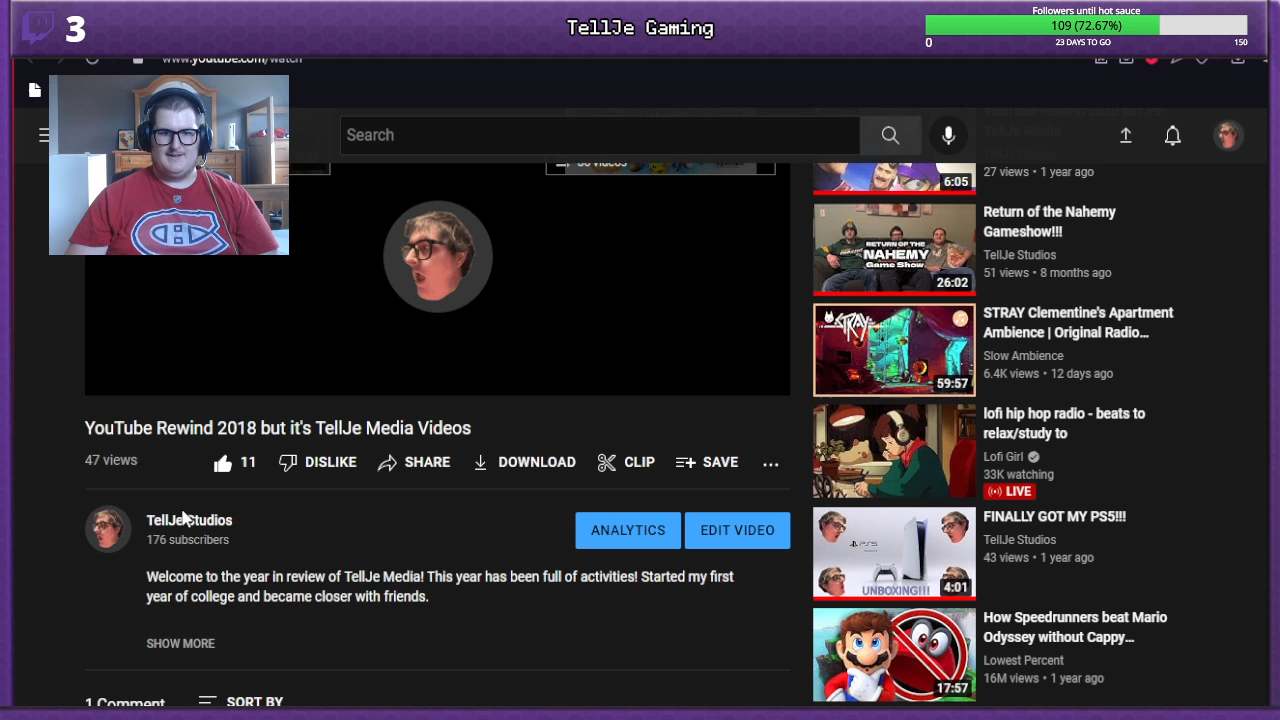 3
TellJe Gaming
Followers until hot sauce
109 (72.67%)
0
23 DAYS TO GO
150
www.youtube.com/watch
Search
TellJe Media
27 views • 1 year ago
6:05
Return of the Nahemy
Gameshow!!!
TellJe Studios
51 views • 8 months ago
RETURN OF THE
NAHEMY
Game Show
26:02
STRAY Clementine's Apartment
Ambience | Original Radio...
Slow Ambience
6.4K views • 12 days ago
STRAY
59:57
lofi hip hop radio - beats to
relax/study to
Lofi Girl
33K watching
LIVE
FINALLY GOT MY PS5!!!
TellJe Studios
43 views • 1 year ago
PS5
UNBOXING!!!
4:01
How Speedrunners beat Mario
Odyssey without Cappy...
Lowest Percent
16M views • 1 year ago
17:57
YouTube Rewind 2018 but it's TellJe Media Videos
47 views
11
DISLIKE
SHARE
DOWNLOAD
CLIP
SAVE
TellJe Studios
176 subscribers
ANALYTICS
EDIT VIDEO
Welcome to the year in review of TellJe Media! This year has been full of activities! Started my first
year of college and became closer with friends.
SHOW MORE
1 Comment
SORT BY